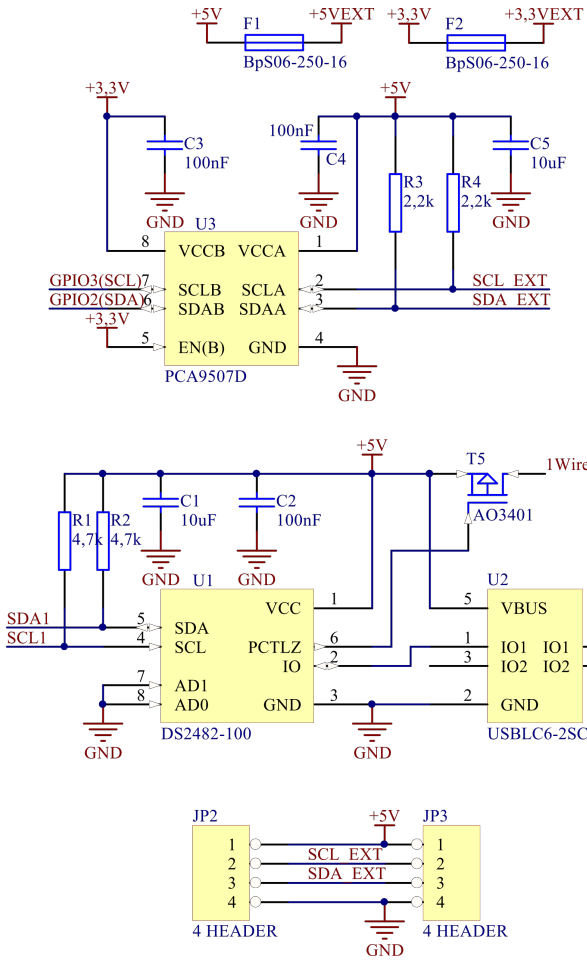 +5V F1 +5VEXT +3,3V F2 +3,3VEXT
BpS06-250-16 BpS06-250-16
+3,3V +5V
C3 100nF C5
100nF C4 10uF
R3 R4
2,2k 2,2k
GND GND GND
U3
8 VCCB VCCA 1
GPIO3(SCL) 7 SCLB SCLA 2 SCL_EXT
GPIO2(SDA) 6 SDAB SDAA 3 SDA_EXT
+3,3V
5 EN(B) GND 4
PCA9507D
GND
+5V T5
1Wire
R1 R2 C1 C2 AO3401
4,7k 4,7k 10uF 100nF
GND GND
U1 U2
VCC 1 5 VBUS
SDA1 5 SDA
SCL1 4 SCL PCTLZ 6 1 IO1 IO1
IO 2 3 IO2 IO2
7 AD1
8 AD0 GND 3 2 GND
DS2482-100 USBLC6-2SC
GND GND
JP2 +5V JP3
1 1
2 SCL_EXT 2
3 SDA_EXT 3
4 4
4 HEADER GND 4 HEADER